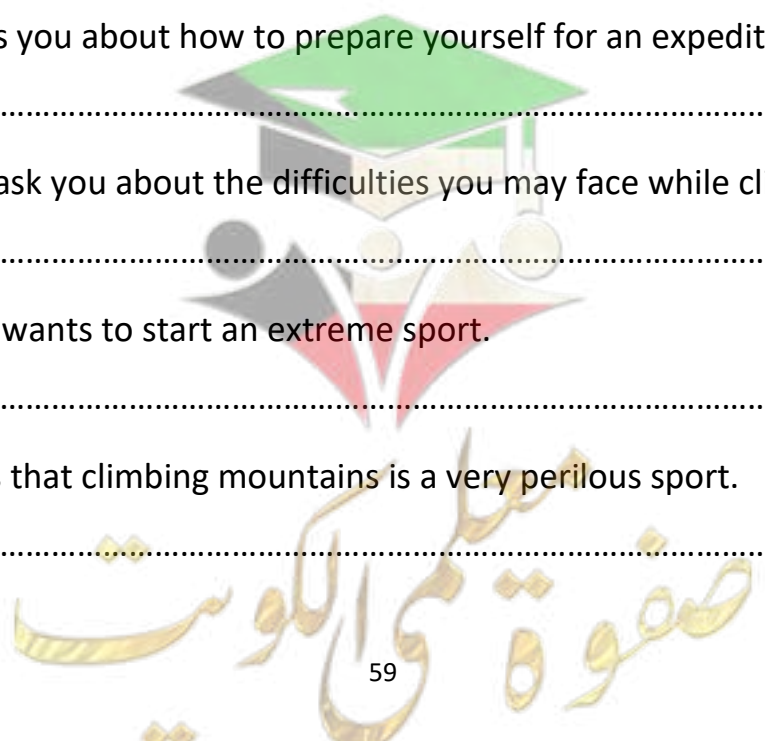 s you about how to prepare yourself for an expedit
................................................................................
ask you about the difficulties you may face while cl
................................................................................
wants to start an extreme sport.
................................................................................
s that climbing mountains is a very perilous sport.
................................................................................
صفوة معلمى الكويت
59